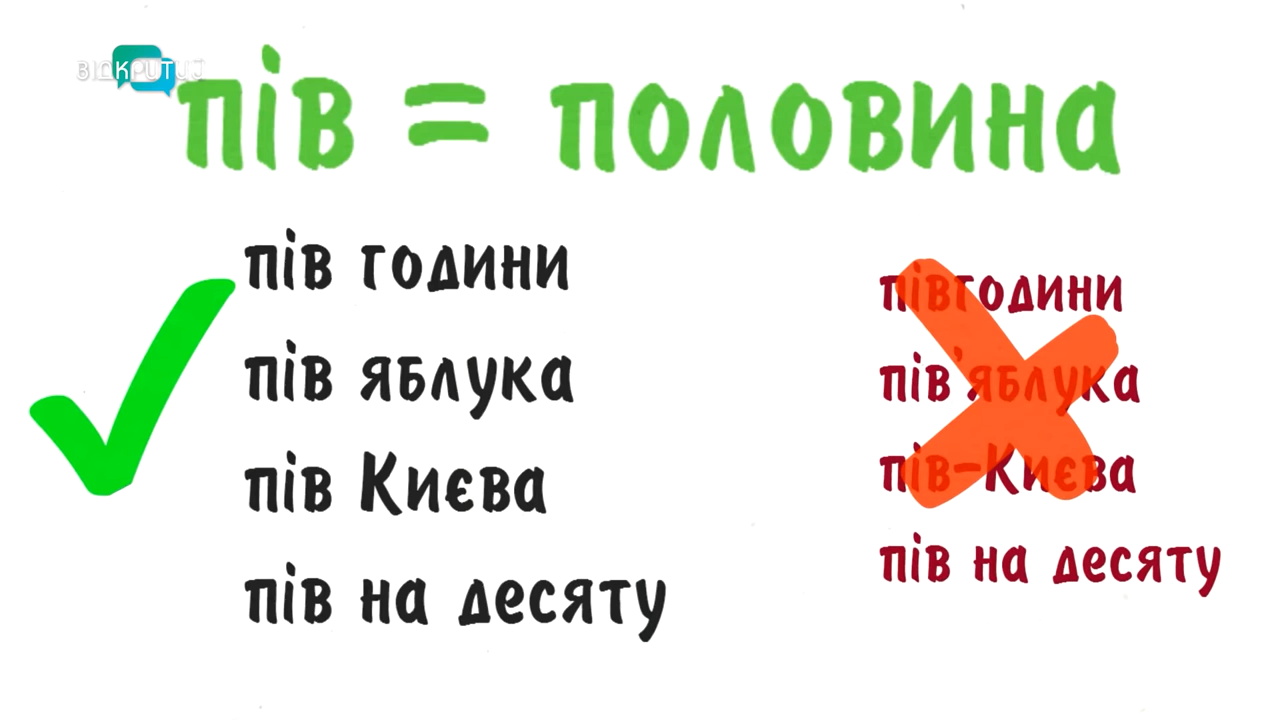 ВІДКРИТИЙ
пів = половина
пів години
пів яблука
пів Києва
пів на десяту
півгодини
пів'яблука
пів-Києва
пів на десяту